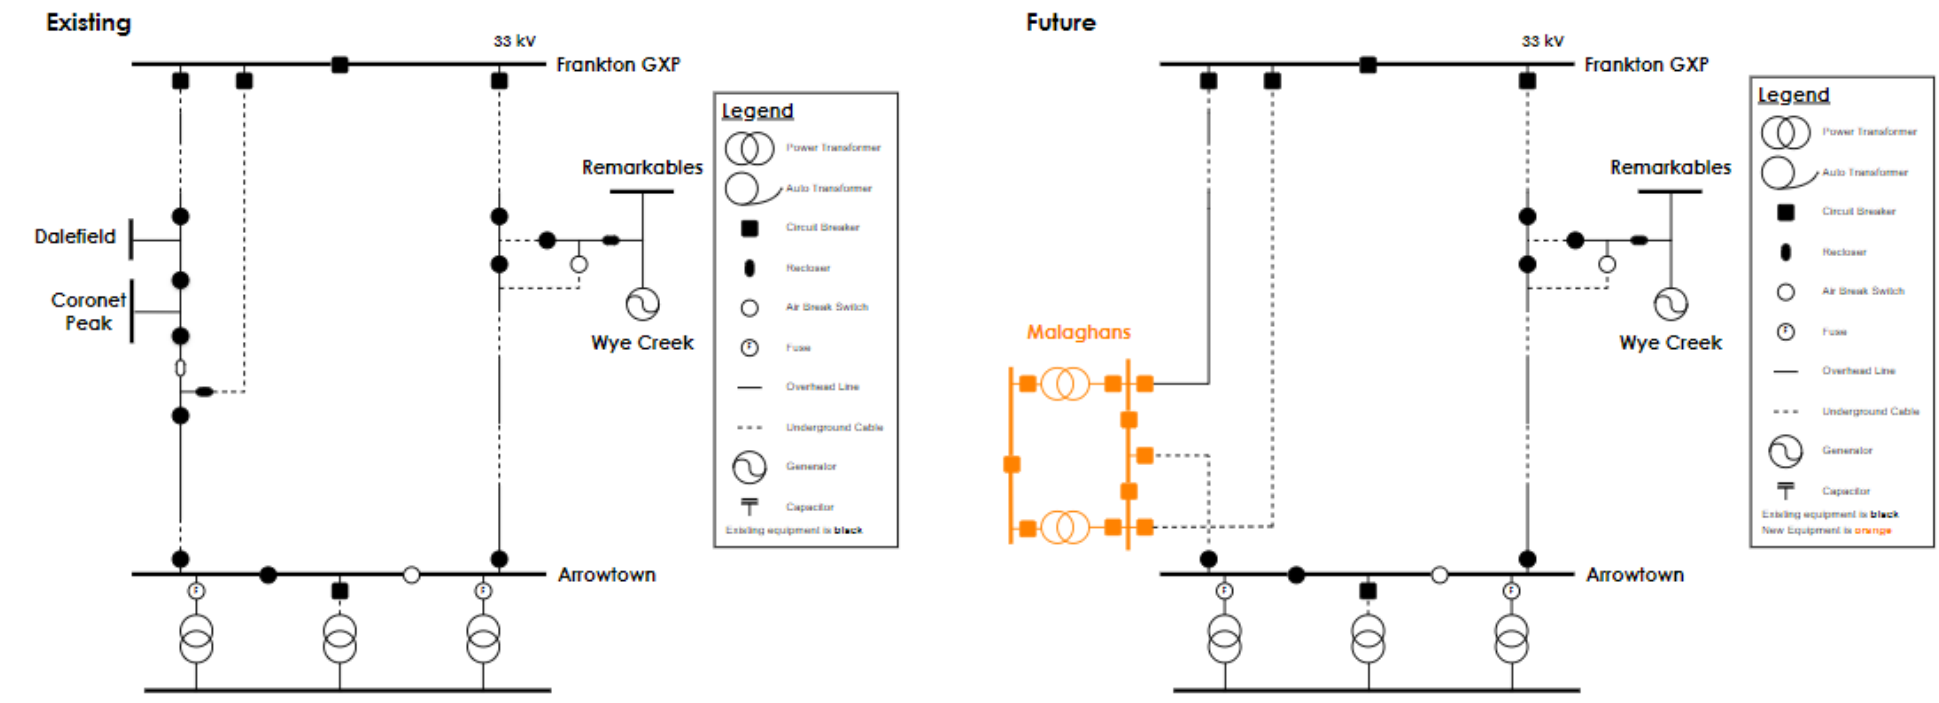 Existing
33 kV
Frankton GXP
Dalefield
Coronet
Peak
Remarkables
Wye Creek
Arrowtown
F
F
Legend
Power Transformer
Auto Transformer
Circuit Breaker
Recloser
Air Break Switch
F
Fuse
Overhead Line
Underground Cable
Generator
Capacitor
Existing equipment is black
Future
33 kV
Frankton GXP
Remarkables
Wye Creek
Malaghans
Arrowtown
F
F
Legend
Power Transformer
Auto Transformer
Circuit Breaker
Recloser
Air Break Switch
F
Fuse
Overhead Line
Underground Cable
Generator
Capacitor
Existing equipment is black
New Equipment is orange